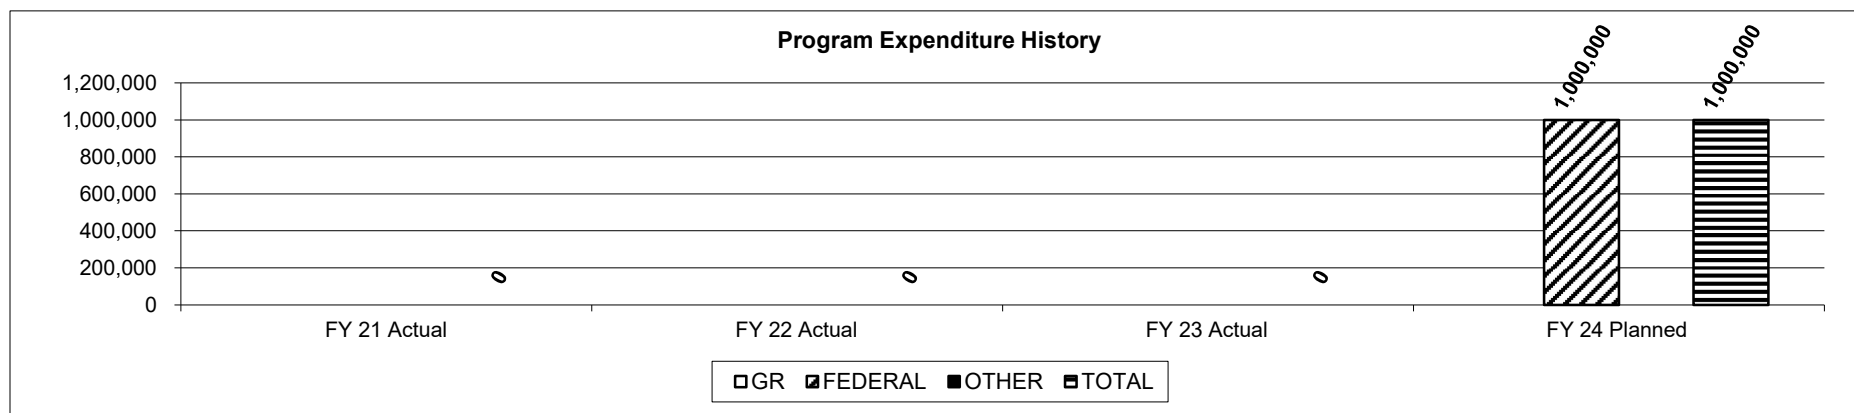 Program Expenditure History
1,000,000
1,000,000
1,200,000
1,000,000
800,000
600,000
400,000
200,000
0
0
0
0
FY 21 Actual
FY 22 Actual
FY 23 Actual
FY 24 Planned
GR FEDERAL OTHER TOTAL